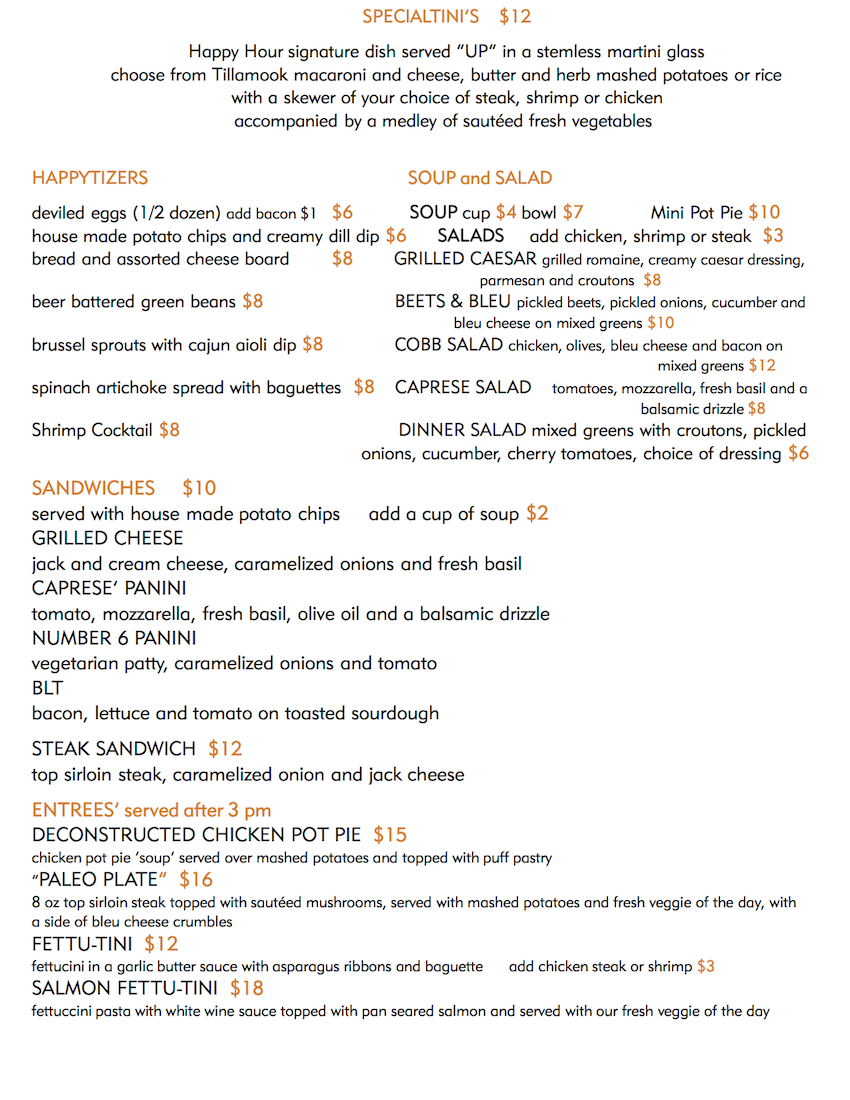 SPECIALTINI'S $12
Happy Hour signature dish served "UP" in a stemless martini glass
choose from Tillamook macaroni and cheese, butter and herb mashed potatoes or rice
with a skewer of your choice of steak, shrimp or chicken
accompanied by a medley of sautéed fresh vegetables
HAPPYTIZERS SOUP and SALAD
deviled eggs (1/2 dozen) add bacon $1 $6 SOUP cup $4 bowl $7 Mini Pot Pie $10
house made potato chips and creamy dill dip $6 SALADS add chicken, shrimp or steak $3
bread and assorted cheese board $8 GRILLED CAESAR grilled romaine, creamy caesar dressing,
parmesan and croutons $8
beer battered green beans $8 BEETS & BLEU pickled beets, pickled onions, cucumber and
bleu cheese on mixed greens $10
brussel sprouts with cajun aioli dip $8 COBB SALAD chicken, olives, bleu cheese and bacon on
mixed greens $12
spinach artichoke spread with baguettes $8 CAPRESE SALAD tomatoes, mozzarella, fresh basil and a
balsamic drizzle $8
Shrimp Cocktail $8 DINNER SALAD mixed greens with croutons, pickled
onions, cucumber, cherry tomatoes, choice of dressing $6
SANDWICHES $10
served with house made potato chips add a cup of soup $2
GRILLED CHEESE
jack and cream cheese, caramelized onions and fresh basil
CAPRESE' PANINI
tomato, mozzarella, fresh basil, olive oil and a balsamic drizzle
NUMBER 6 PANINI
vegetarian patty, caramelized onions and tomato
BLT
bacon, lettuce and tomato on toasted sourdough
STEAK SANDWICH $12
top sirloin steak, caramelized onion and jack cheese
ENTREES' served after 3 pm
DECONSTRUCTED CHICKEN POT PIE $15
chicken pot pie 'soup' served over mashed potatoes and topped with puff pastry
"PALEO PLATE" $16
8 oz top sirloin steak topped with sautéed mushrooms, served with mashed potatoes and fresh veggie of the day, with
a side of bleu cheese crumbles
FETTU-TINI $12
fettucini in a garlic butter sauce with asparagus ribbons and baguette add chicken steak or shrimp $3
SALMON FETTU-TINI $18
fettuccini pasta with white wine sauce topped with pan seared salmon and served with our fresh veggie of the day